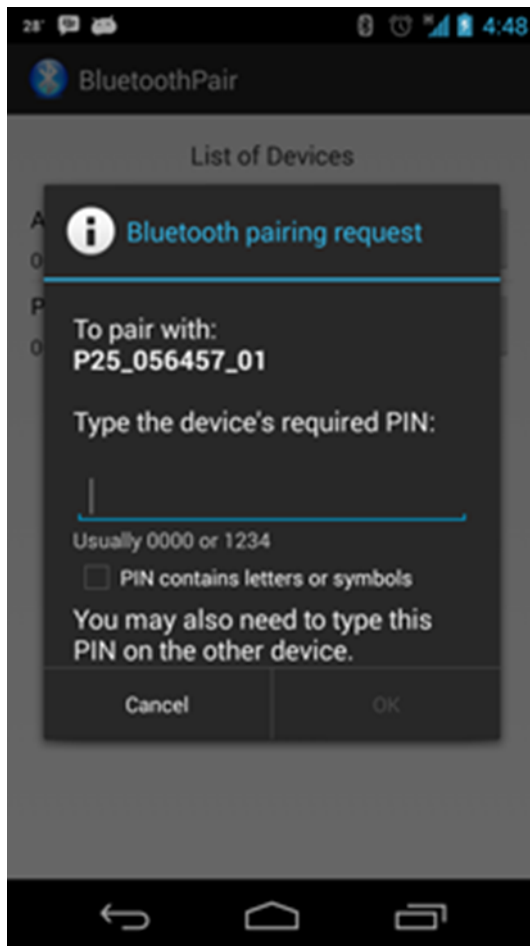 28°
4:48
BluetoothPair
List of Devices
A
0
P
0
Bluetooth pairing request
To pair with:
P25_056457_01
Type the device's required PIN:
Usually 0000 or 1234
PIN contains letters or symbols
You may also need to type this
PIN on the other device.
Cancel
OK